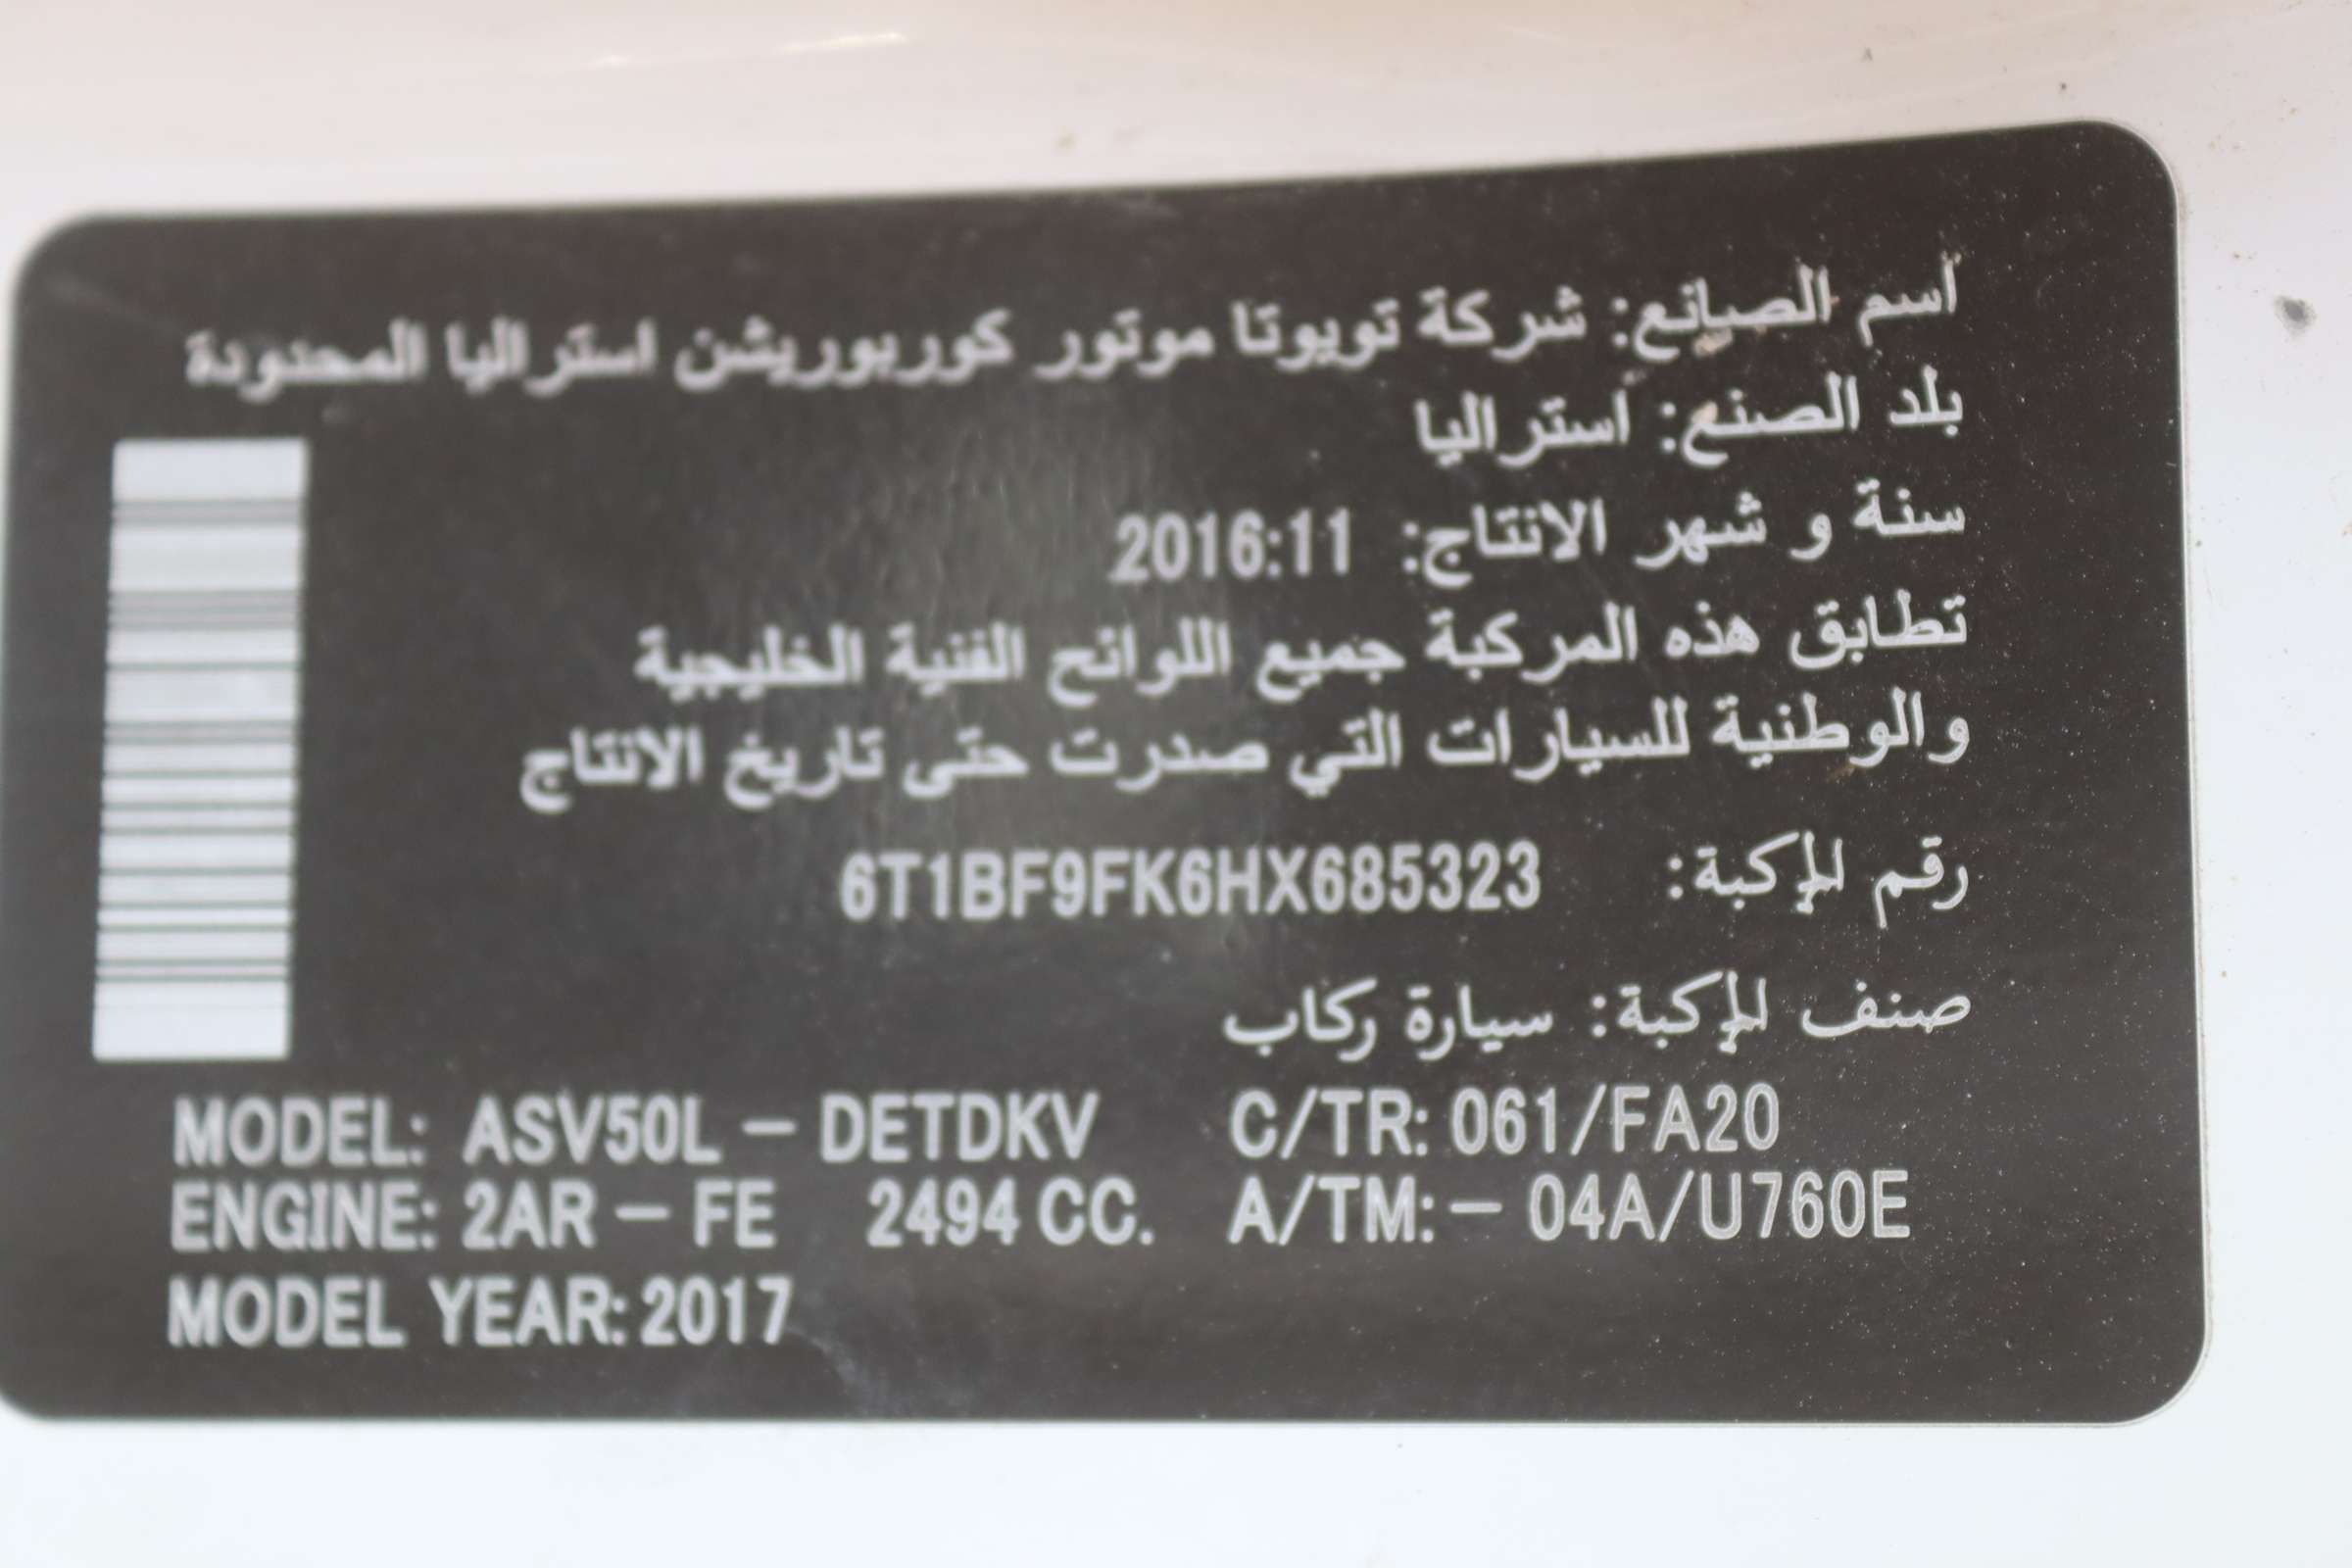 اسم الصانع: شركة تويوتا موتور كوربوريشن استراليا المحدودة
بلد الصنع: استراليا
سنة و شهر الانتاج: 2016:11
تطابق هذه المركبة جميع اللوائح الفنية الخليجية
والوطنية للسيارات التي صدرت حتى تاريخ الانتاج
رقم المركبة: 6T1BF9FK6HX685323
صنف المركبة: سيارة ركاب
MODEL: ASV50L — DETDKV C/TR: 061/FA20
ENGINE: 2AR — FE 2494 CC. A/TM: — 04A/U760E
MODEL YEAR: 2017